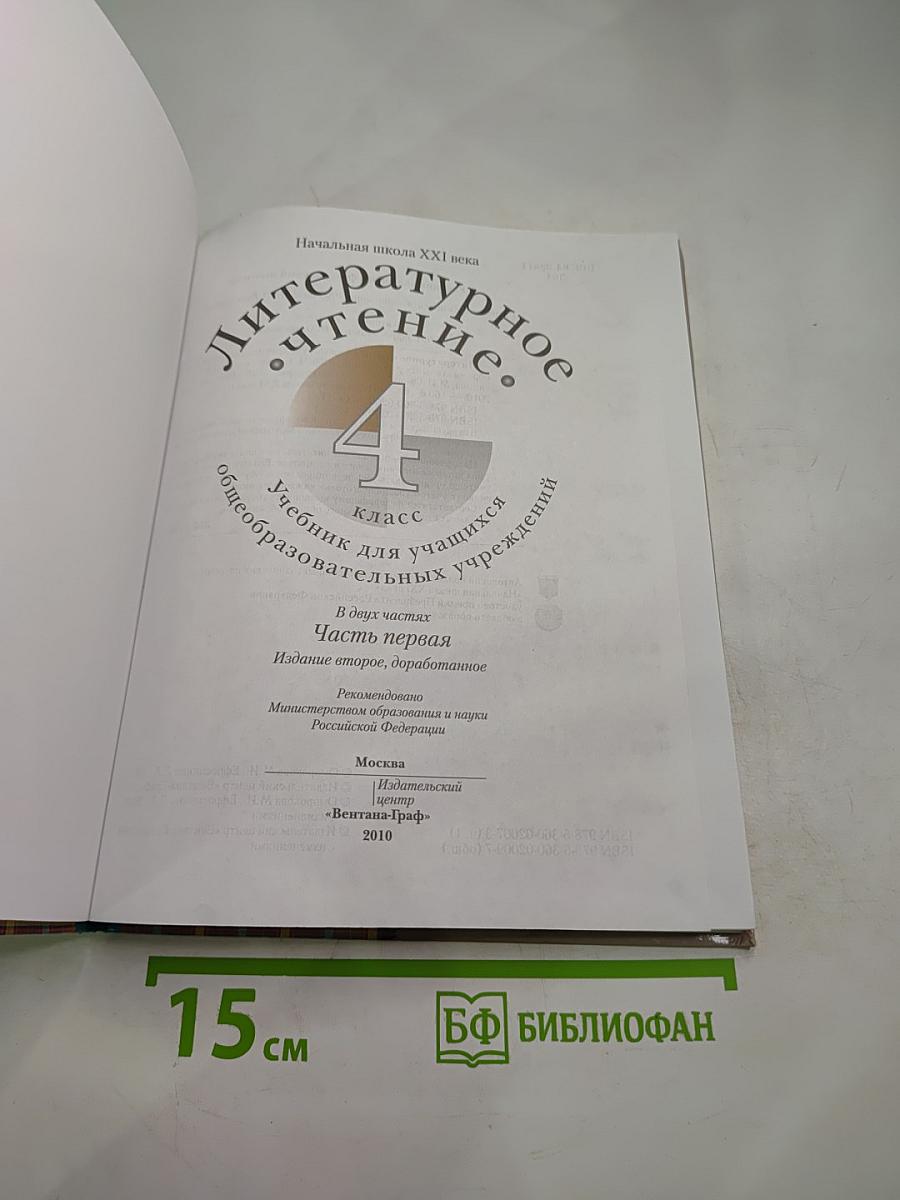 Начальная школа XXI века
Литературное
• чтение •
4
класс
Учебник для учащихся
общеобразовательных учреждений
В двух частях
Часть первая
Издание второе, доработанное
Рекомендовано
Министерством образования и науки
Российской Федерации
Москва
Издательский
центр
«Вентана-Граф»
2010
15 см
БФ БИБЛИОФАН